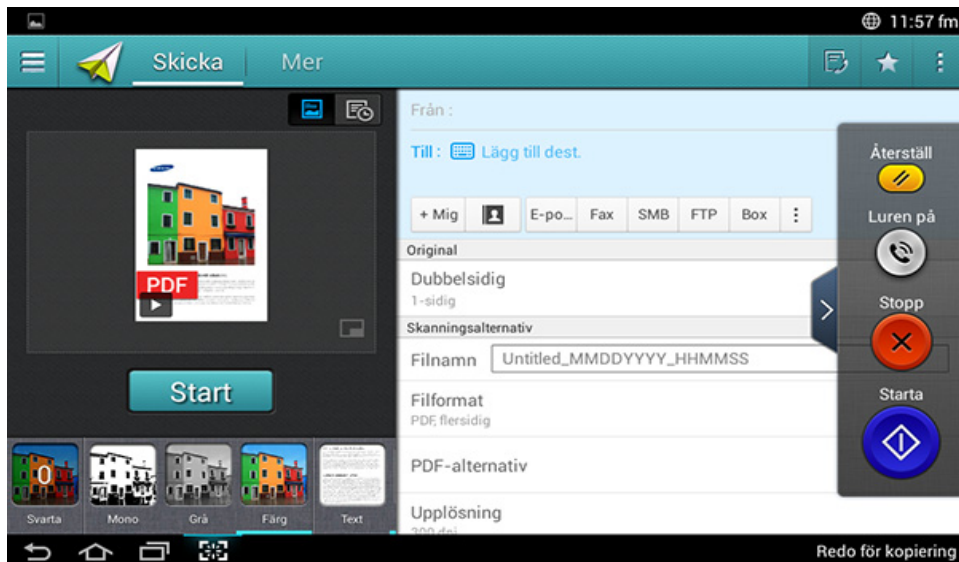 11:57 fm
Skicka
Mer
Från :
Till : Lägg till dest.
+ Mig
E-po...
Fax
SMB
FTP
Box
Original
Dubbelsidig
1-sidig
Skanningsalternativ
Filnamn
Untitled_MMDDYYYY_HHMMSS
Filformat
PDF, flersidig
PDF-alternativ
Upplösning
300 dpi
PDF
Start
0
Svarta
Mono
Grå
Färg
Text
Återställ
Luren på
Stopp
Starta
Redo för kopiering